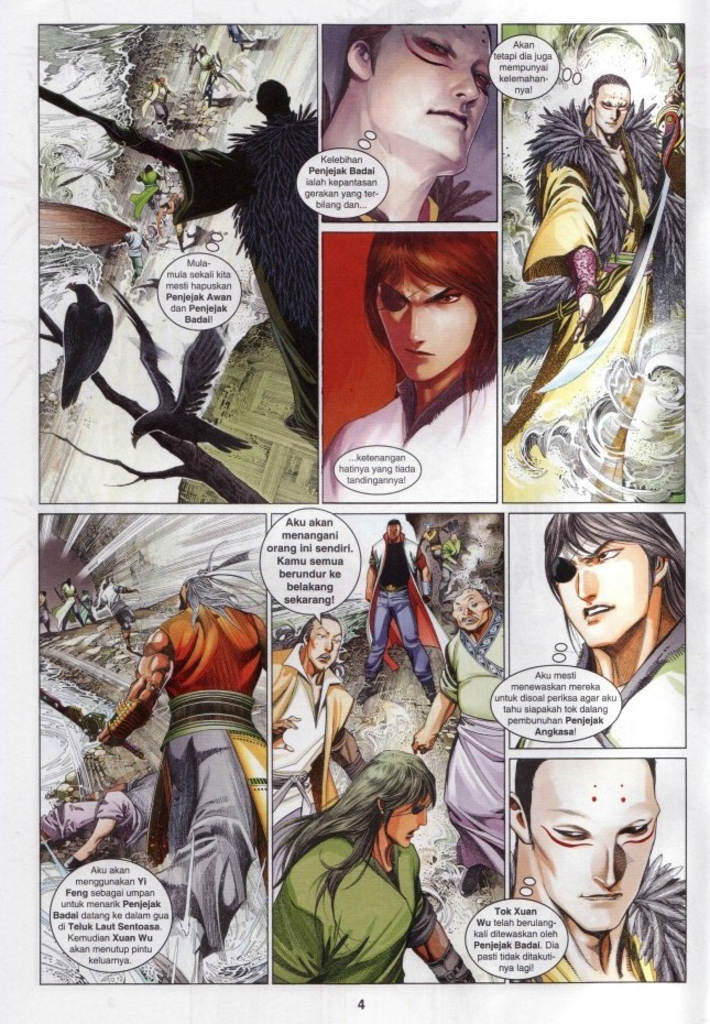 Mula-
mula sekali kita
mesti hapuskan
Penjejak Awan
dan Penjejak
Badai!
Kelebihan
Penjejak Badai
ialah kepantasan
gerakan yang ter-
bilang dan...
Akan
tetapi dia juga
mempunyai
kelemahan-
nya!
...ketenangan
hatinya yang tiada
tandingannya!
Aku akan
menggunakan Yi
Feng sebagai umpan
untuk menarik Penjejak
Badai datang ke dalam gua
di Teluk Laut Sentoasa.
Kemudian Xuan Wu
akan menutup pintu
keluarnya.
Aku akan
menangani
orang ini sendiri.
Kamu semua
berundur ke
belakang
sekarang!
Aku mesti
menewaskan mereka
untuk disoal periksa agar aku
tahu siapakah tok dalang
pembunuhan Penjejak
Angkasa!
Tok Xuan
Wu telah berulang-
kali ditewaskan oleh
Penjejak Badai. Dia
pasti tidak ditakuti-
nya lagi!
4